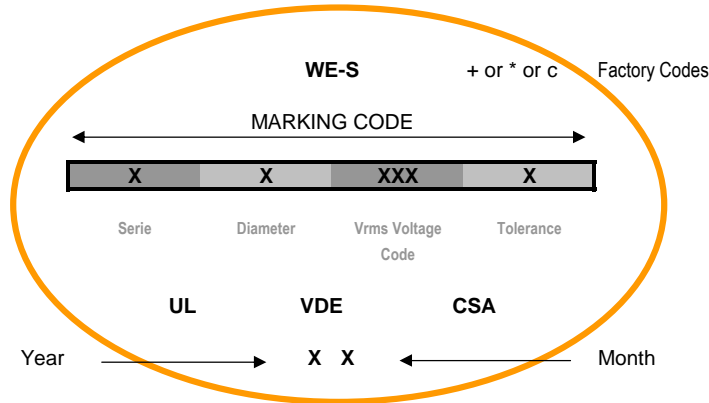 WE-S + or * or c Factory Codes
MARKING CODE
X X XXX X
Serie Diameter Vrms Voltage Tolerance
Code
UL VDE CSA
Year X X Month